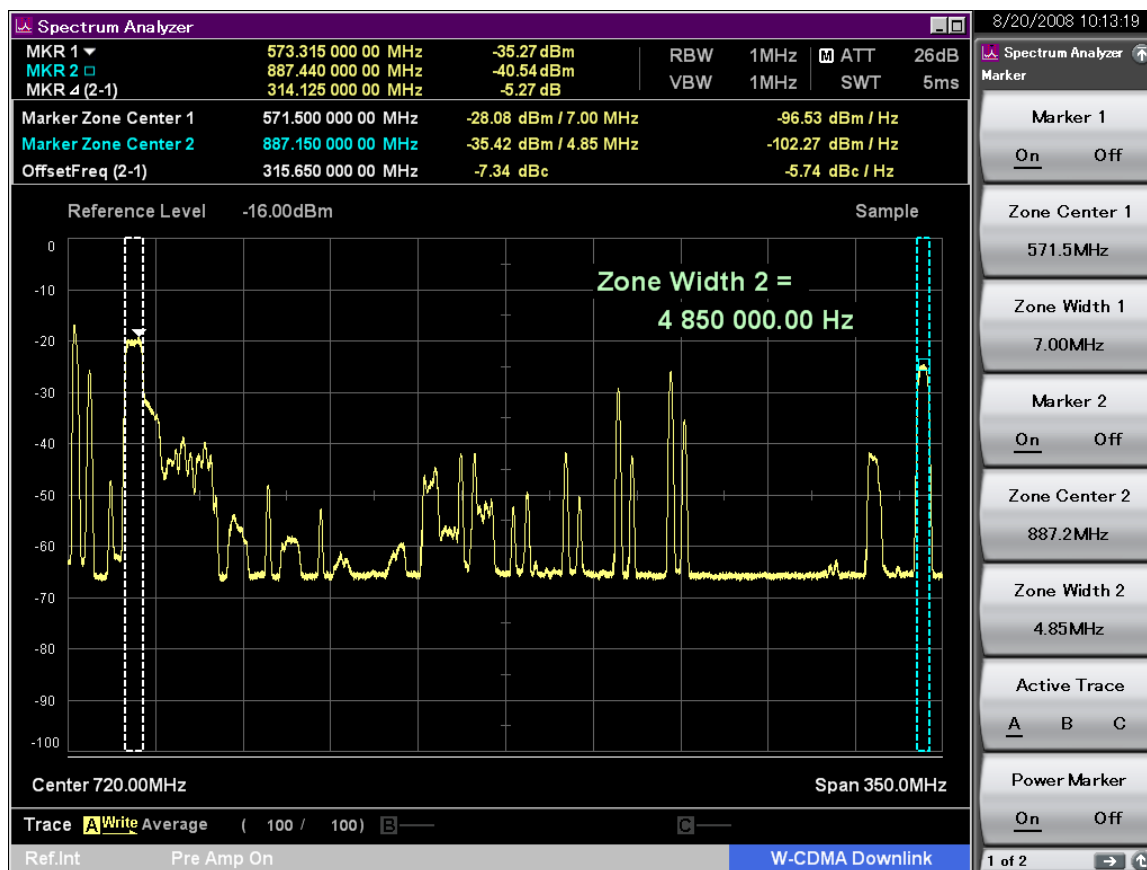 Spectrum Analyzer
8/20/2008 10:13:19
MKR 1 573.315 000 00 MHz -35.27 dBm RBW 1MHz M ATT 26dB
MKR 2 887.440 000 00 MHz -40.54 dBm VBW 1MHz SWT 5ms
MKR (2-1) 314.125 000 00 MHz -5.27 dB
Marker Zone Center 1 571.500 000 00 MHz -28.08 dBm / 7.00 MHz -96.53 dBm / Hz
Marker Zone Center 2 887.150 000 00 MHz -35.42 dBm / 4.85 MHz -102.27 dBm / Hz
OffsetFreq (2-1) 315.650 000 00 MHz -7.34 dBc -5.74 dBc / Hz
Reference Level -16.00dBm Sample
0
-10
-20
-30
-40
-50
-60
-70
-80
-90
-100
Zone Width 2 =
4 850 000.00 Hz
Center 720.00MHz Span 350.0MHz
Trace A Write Average ( 100 / 100) B C
Ref.Int Pre Amp On W-CDMA Downlink
Spectrum Analyzer
Marker
Marker 1
On Off
Zone Center 1
571.5MHz
Zone Width 1
7.00MHz
Marker 2
On Off
Zone Center 2
887.2MHz
Zone Width 2
4.85MHz
Active Trace
A B C
Power Marker
On Off
1 of 2